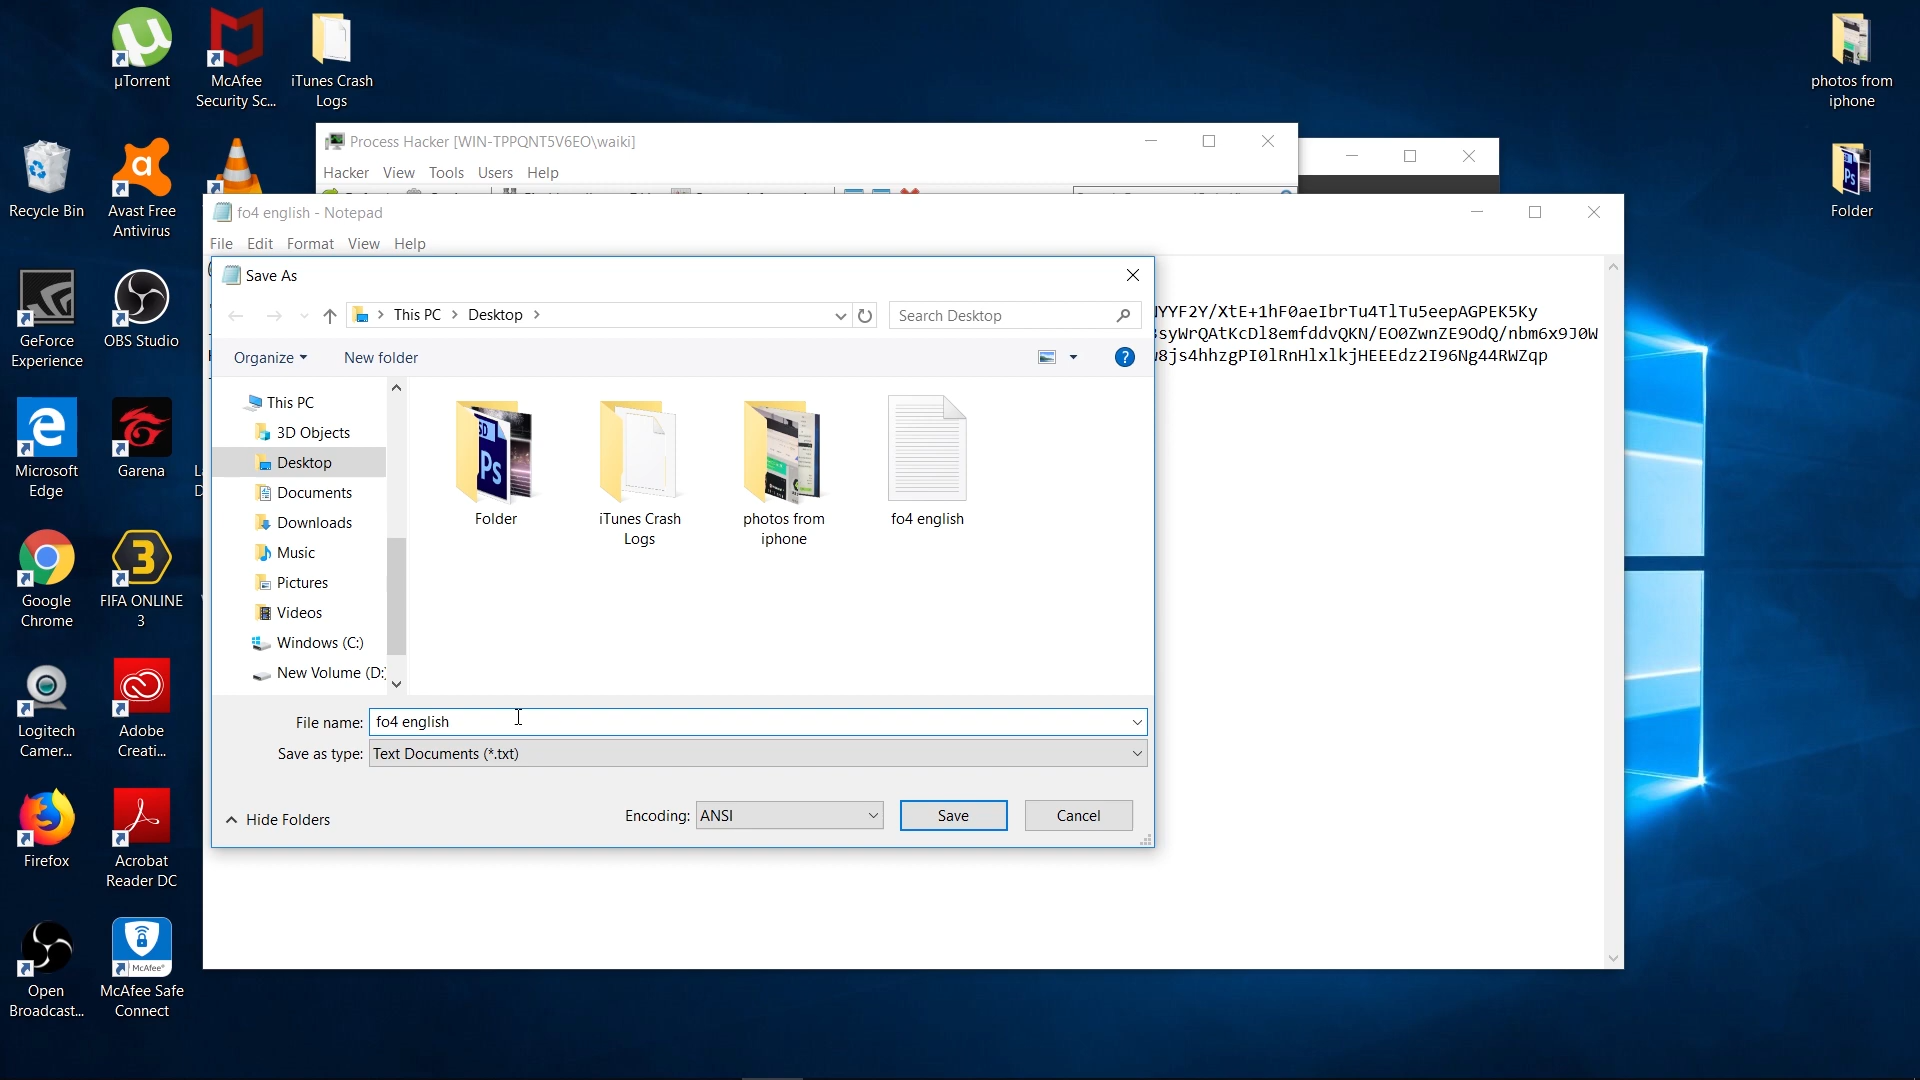 µTorrent
McAfee
Security Sc...
iTunes Crash
Logs
photos from
iphone
Recycle Bin
Avast Free
Antivirus
Folder
GeForce
Experience
OBS Studio
Microsoft
Edge
Garena
Google
Chrome
FIFA ONLINE
3
Logitech
Camer...
Adobe
Creati...
Firefox
Acrobat
Reader DC
Open
Broadcast...
McAfee Safe
Connect
Process Hacker [WIN-TPPQNT5V6EO\waiki]
Hacker View Tools Users Help
fo4 english - Notepad
File Edit Format View Help
Save As
This PC > Desktop >
Search Desktop
Organize
New folder
This PC
3D Objects
Desktop
Documents
Downloads
Music
Pictures
Videos
Windows (C:)
New Volume (D:)
Folder
iTunes Crash
Logs
photos from
iphone
fo4 english
File name: fo4 english
Save as type: Text Documents (*.txt)
Hide Folders
Encoding: ANSI
Save
Cancel
YYF2Y/XtE+1hF0aeIbrTu4TlTu5eepAGPEK5Ky
syWrQAtKcDl8emfddvQKN/EO0ZwnZE9OdQ/nbm6x9J0W
8js4hhzgPI0lRnHlxlkjHEEEdz2I96Ng44RWZqp